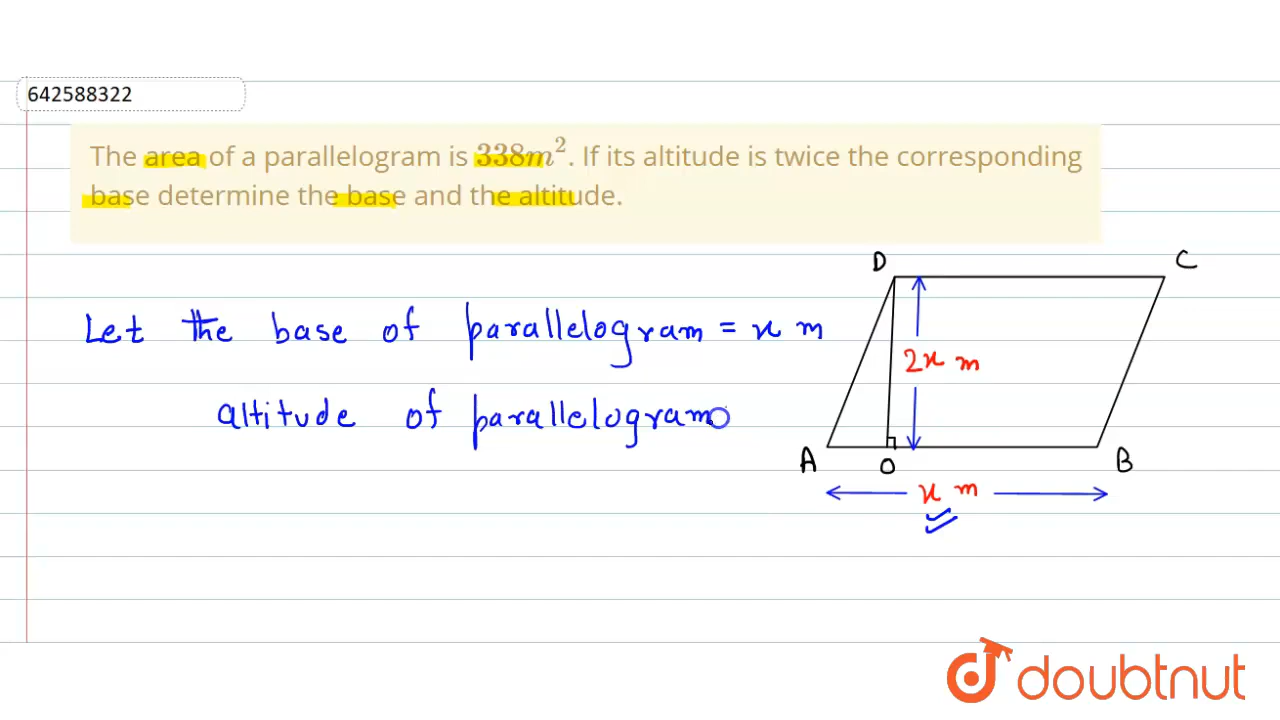 642588322
The area of a parallelogram is 338m². If its altitude is twice the corresponding
base determine the base and the altitude.
Let the base of parallelogram = x m
altitude of parallelogram
D
C
2x m
A
O
B
x m
doubtnut